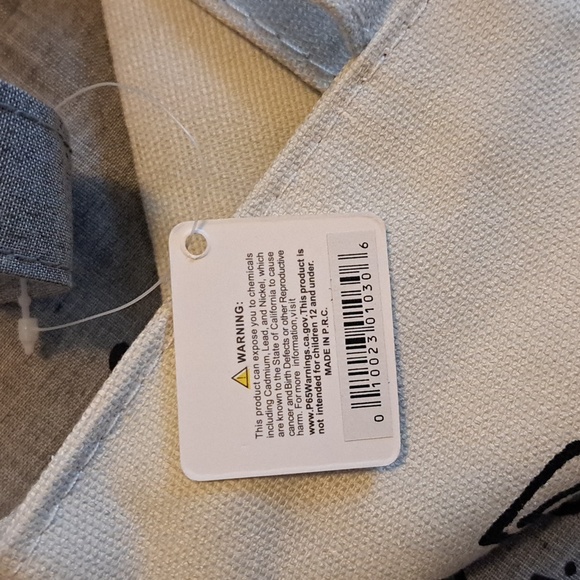 WARNING:
This product can expose you to chemicals
including Cadmium, Lead, and Nickel, which
are known to the State of California to cause
cancer and Birth Defects or other Reproductive
harm. For more information, visit
www.P65Warnings.ca.gov.This product is
not intended for children 12 and under.
MADE IN P.R.C.
0 10023 01030 6